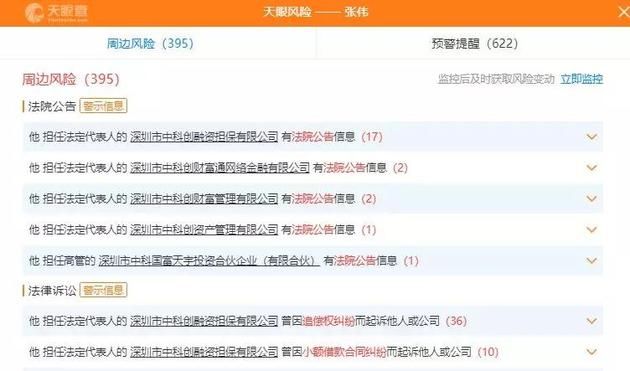 天眼查
天眼风险 —— 张伟
周边风险（395） 预警提醒（622）
周边风险（395） 监控后及时获取风险变动 立即监控
法院公告 警示信息
他 担任法定代表人的 深圳市中科创融资担保有限公司 有法院公告信息（17）
他 担任法定代表人的 深圳市中科创财富通网络金融有限公司 有法院公告信息（2）
他 担任法定代表人的 深圳市中科创财富管理有限公司 有法院公告信息（2）
他 担任法定代表人的 深圳市中科创资产管理有限公司 有法院公告信息（1）
他 担任高管的 深圳市中科国富天宇投资合伙企业（有限合伙） 有法院公告信息（1）
法律诉讼 警示信息
他 担任法定代表人的 深圳市中科创融资担保有限公司 曾因追偿权纠纷而起诉他人或公司（36）
他 担任法定代表人的 深圳市中科创融资担保有限公司 曾因小额借款合同纠纷而起诉他人或公司（10）